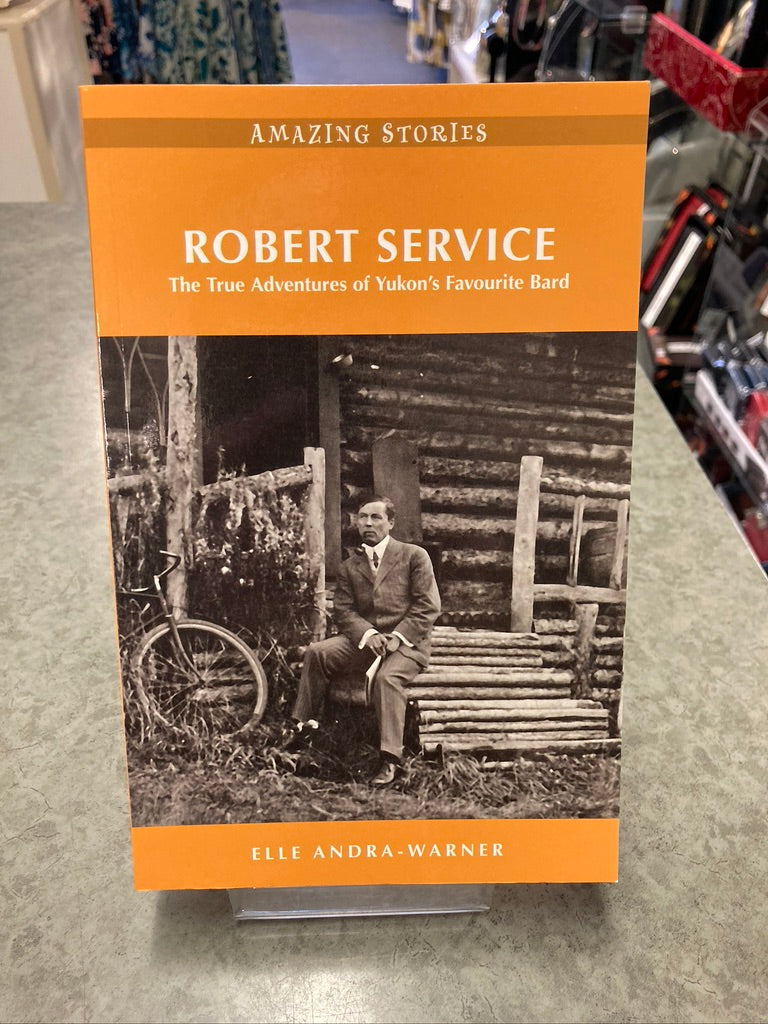 AMAZING STORIES
ROBERT SERVICE
The True Adventures of Yukon's Favourite Bard
ELLE ANDRA-WARNER